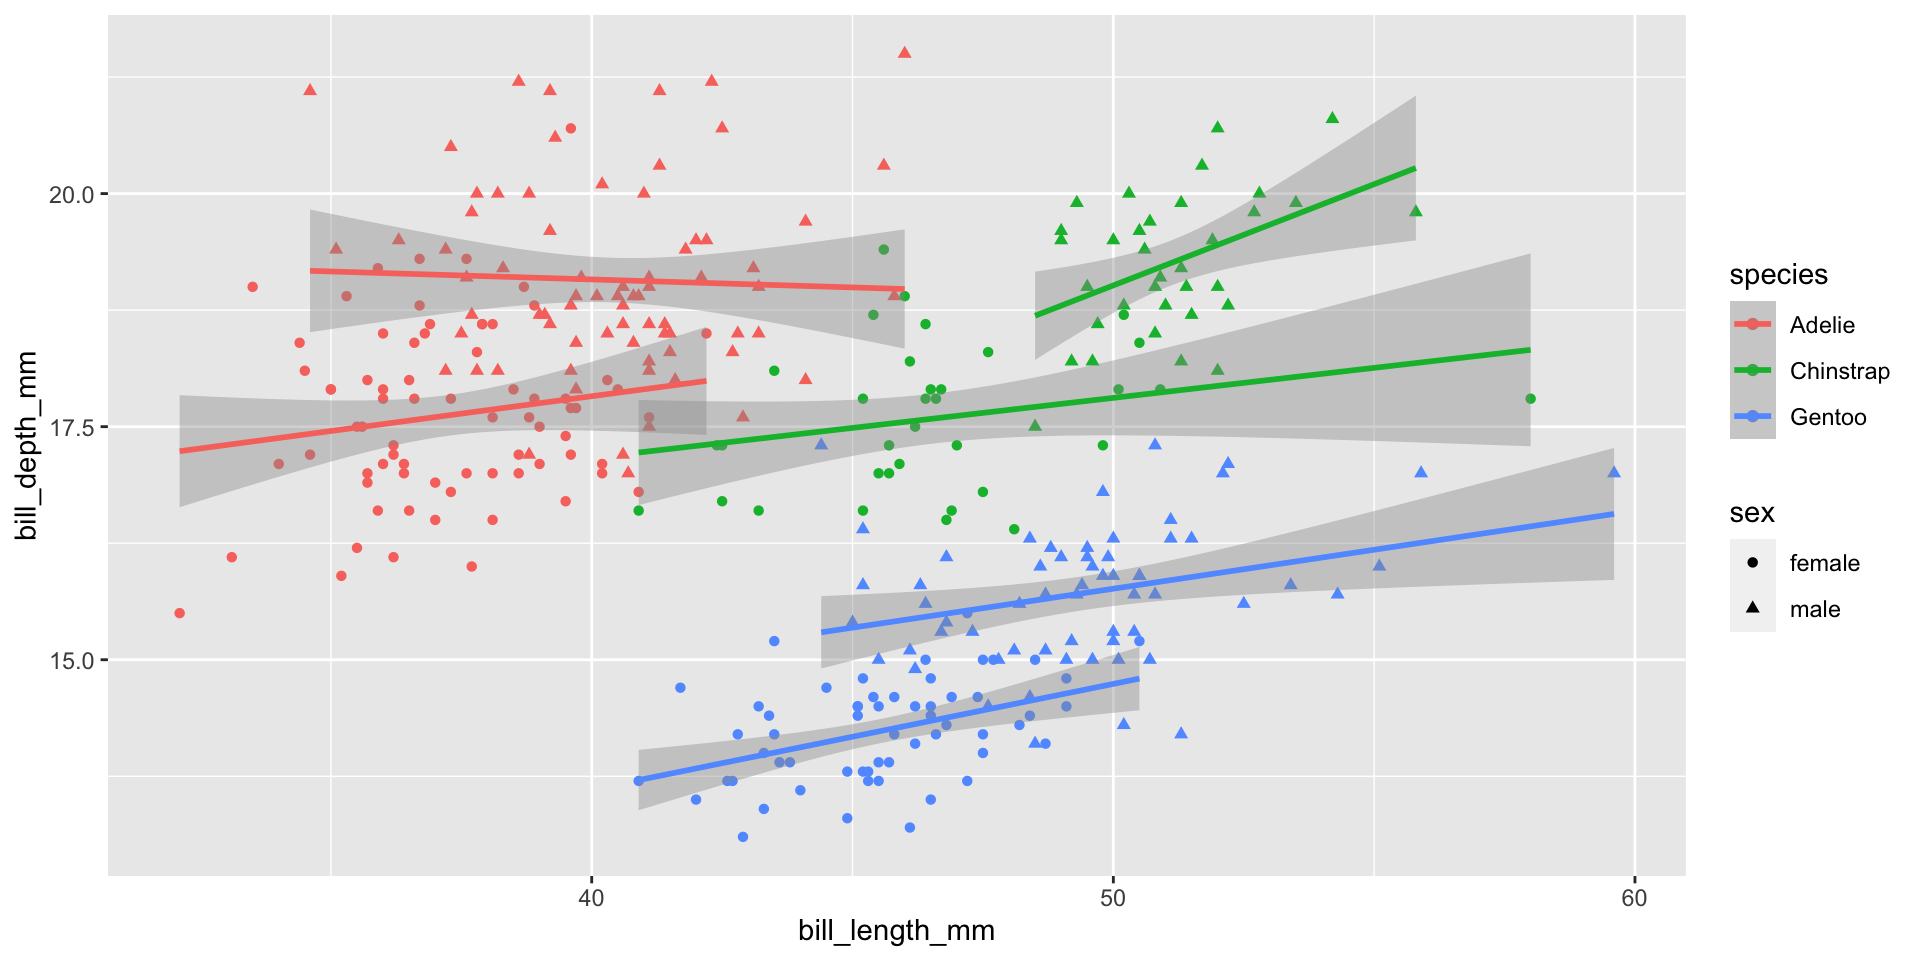 bill_depth_mm
20.0
17.5
15.0
40
50
60
bill_length_mm
species
Adelie
Chinstrap
Gentoo
sex
female
male